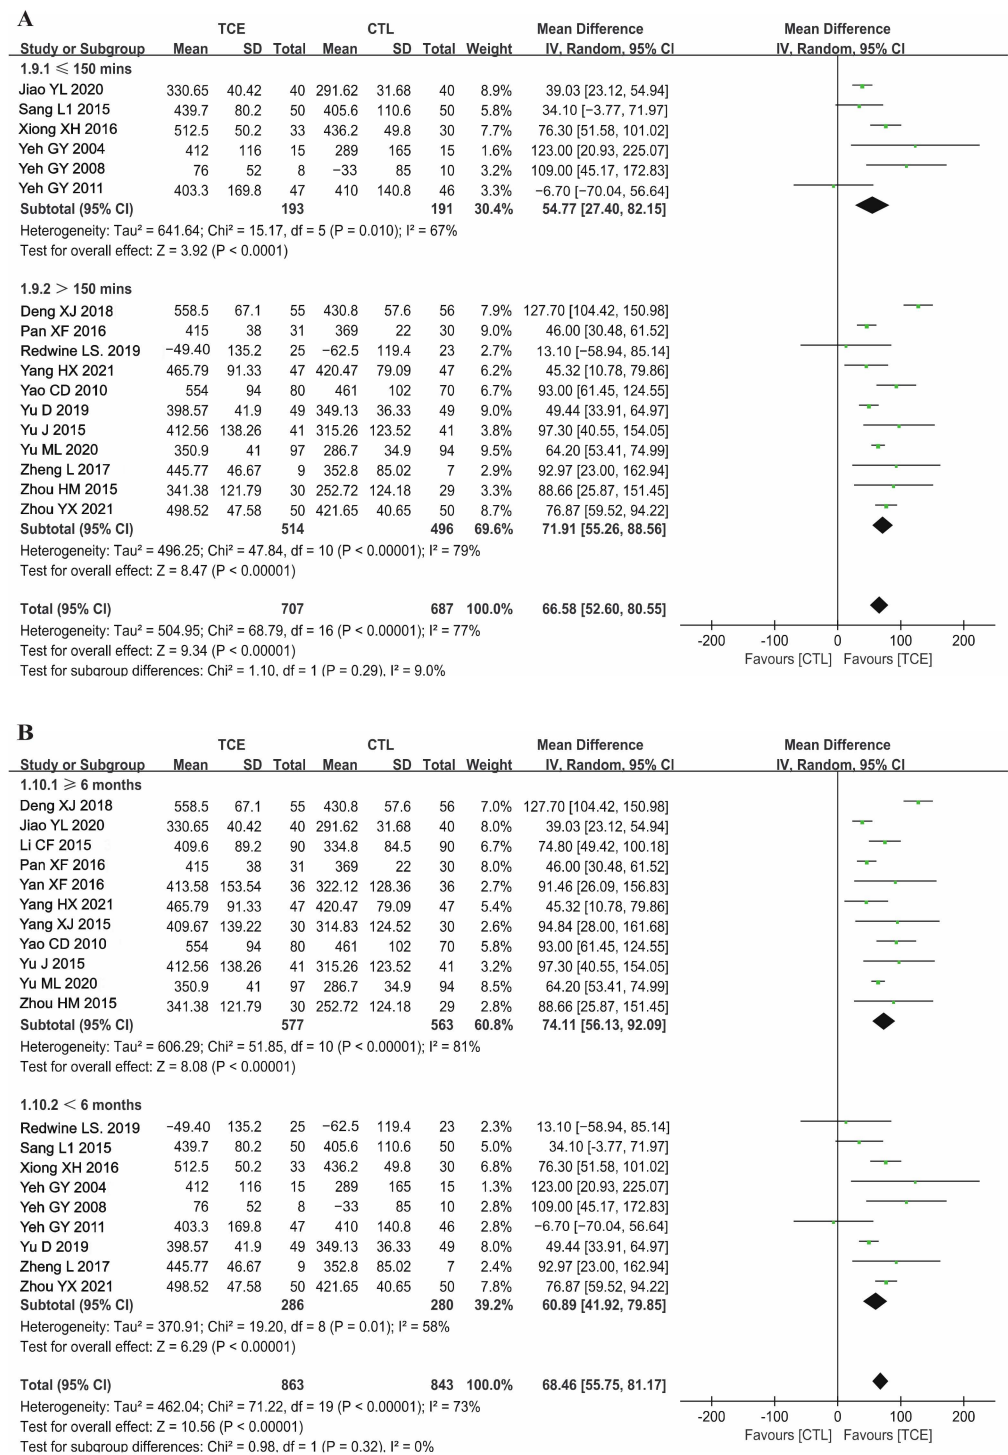 A
TCE CTL Mean Difference Mean Difference
Study or Subgroup Mean SD Total Mean SD Total Weight IV, Random, 95% CI IV, Random, 95% CI
1.9.1 ≤ 150 mins
Jiao YL 2020 330.65 40.42 40 291.62 31.68 40 8.9% 39.03 [23.12, 54.94]
Sang L1 2015 439.7 80.2 50 405.6 110.6 50 5.8% 34.10 [−3.77, 71.97]
Xiong XH 2016 512.5 50.2 33 436.2 49.8 30 7.7% 76.30 [51.58, 101.02]
Yeh GY 2004 412 116 15 289 165 15 1.6% 123.00 [20.93, 225.07]
Yeh GY 2008 76 52 8 −33 85 10 3.3% 109.00 [45.17, 172.83]
Yeh GY 2011 403.3 169.8 47 410 140.8 46 3.3% −6.70 [−70.04, 56.64]
Subtotal (95% CI) 193 191 30.4% 54.77 [27.40, 82.15]
Heterogeneity: Tau² = 641.64; Chi² = 15.17, df = 5 (P = 0.010); I² = 67%
Test for overall effect: Z = 3.92 (P < 0.0001)
1.9.2 > 150 mins
Deng XJ 2018 558.5 67.1 55 430.8 57.6 56 7.9% 127.70 [104.42, 150.98]
Pan XF 2016 415 38 31 369 22 30 9.0% 46.00 [30.48, 61.52]
Redwine LS. 2019 −49.40 135.2 25 −62.5 119.4 23 2.7% 13.10 [−58.94, 85.14]
Yang HX 2021 465.79 91.33 47 420.47 79.09 47 6.2% 45.32 [10.78, 79.86]
Yao CD 2010 554 94 80 461 102 70 6.5% 93.00 [61.45, 124.55]
Yu D 2019 398.57 41.9 49 349.13 36.33 49 9.0% 49.44 [33.91, 64.97]
Yu J 2015 412.56 138.26 41 315.26 123.52 41 3.8% 97.30 [40.55, 154.05]
Yu ML 2020 350.9 41 97 286.7 34.9 94 9.5% 64.20 [53.41, 74.99]
Zheng L 2017 445.77 46.67 9 352.8 85.02 7 2.9% 92.97 [23.00, 162.94]
Zhou HM 2015 341.38 121.79 30 252.72 124.18 29 3.3% 88.66 [25.87, 151.45]
Zhou YX 2021 498.52 47.58 50 421.65 40.65 50 8.7% 76.87 [59.52, 94.22]
Subtotal (95% CI) 514 496 69.6% 71.91 [55.26, 88.56]
Heterogeneity: Tau² = 496.25; Chi² = 47.84, df = 10 (P < 0.00001); I² = 79%
Test for overall effect: Z = 8.47 (P < 0.00001)
Total (95% CI) 707 687 100.0% 66.58 [52.60, 80.55]
Heterogeneity: Tau² = 504.95; Chi² = 68.79, df = 16 (P < 0.00001); I² = 77%
Test for overall effect: Z = 9.34 (P < 0.00001)
Test for subgroup differences: Chi² = 1.10, df = 1 (P = 0.29), I² = 9.0%
-200 -100 0 100 200
Favours [CTL] Favours [TCE]
B
TCE CTL Mean Difference Mean Difference
Study or Subgroup Mean SD Total Mean SD Total Weight IV, Random, 95% CI IV, Random, 95% CI
1.10.1 ≥ 6 months
Deng XJ 2018 558.5 67.1 55 430.8 57.6 56 7.0% 127.70 [104.42, 150.98]
Jiao YL 2020 330.65 40.42 40 291.62 31.68 40 8.0% 39.03 [23.12, 54.94]
Li CF 2015 409.6 89.2 90 334.8 84.5 90 6.7% 74.80 [49.42, 100.18]
Pan XF 2016 415 38 31 369 22 30 8.0% 46.00 [30.48, 61.52]
Yan XF 2016 413.58 153.54 36 322.12 128.36 36 2.7% 91.46 [26.09, 156.83]
Yang HX 2021 465.79 91.33 47 420.47 79.09 47 5.4% 45.32 [10.78, 79.86]
Yang XJ 2015 409.67 139.22 30 314.83 124.52 30 2.6% 94.84 [28.00, 161.68]
Yao CD 2010 554 94 80 461 102 70 5.8% 93.00 [61.45, 124.55]
Yu J 2015 412.56 138.26 41 315.26 123.52 41 3.2% 97.30 [40.55, 154.05]
Yu ML 2020 350.9 41 97 286.7 34.9 94 8.5% 64.20 [53.41, 74.99]
Zhou HM 2015 341.38 121.79 30 252.72 124.18 29 2.8% 88.66 [25.87, 151.45]
Subtotal (95% CI) 577 563 60.8% 74.11 [56.13, 92.09]
Heterogeneity: Tau² = 606.29; Chi² = 51.85, df = 10 (P < 0.00001); I² = 81%
Test for overall effect: Z = 8.08 (P < 0.00001)
1.10.2 < 6 months
Redwine LS. 2019 −49.40 135.2 25 −62.5 119.4 23 2.3% 13.10 [−58.94, 85.14]
Sang L1 2015 439.7 80.2 50 405.6 110.6 50 5.0% 34.10 [-3.77, 71.97]
Xiong XH 2016 512.5 50.2 33 436.2 49.8 30 6.8% 76.30 [51.58, 101.02]
Yeh GY 2004 412 116 15 289 165 15 1.3% 123.00 [20.93, 225.07]
Yeh GY 2008 76 52 8 −33 85 10 2.8% 109.00 [45.17, 172.83]
Yeh GY 2011 403.3 169.8 47 410 140.8 46 2.8% −6.70 [−70.04, 56.64]
Yu D 2019 398.57 41.9 49 349.13 36.33 49 8.0% 49.44 [33.91, 64.97]
Zheng L 2017 445.77 46.67 9 352.8 85.02 7 2.4% 92.97 [23.00, 162.94]
Zhou YX 2021 498.52 47.58 50 421.65 40.65 50 7.8% 76.87 [59.52, 94.22]
Subtotal (95% CI) 286 280 39.2% 60.89 [41.92, 79.85]
Heterogeneity: Tau² = 370.91; Chi² = 19.20, df = 8 (P = 0.01); I² = 58%
Test for overall effect: Z = 6.29 (P < 0.00001)
Total (95% CI) 863 843 100.0% 68.46 [55.75, 81.17]
Heterogeneity: Tau² = 462.04; Chi² = 71.22, df = 19 (P < 0.00001); I² = 73%
Test for overall effect: Z = 10.56 (P < 0.00001)
Test for subgroup differences: Chi² = 0.98, df = 1 (P = 0.32), I² = 0%
-200 -100 0 100 200
Favours [CTL] Favours [TCE]